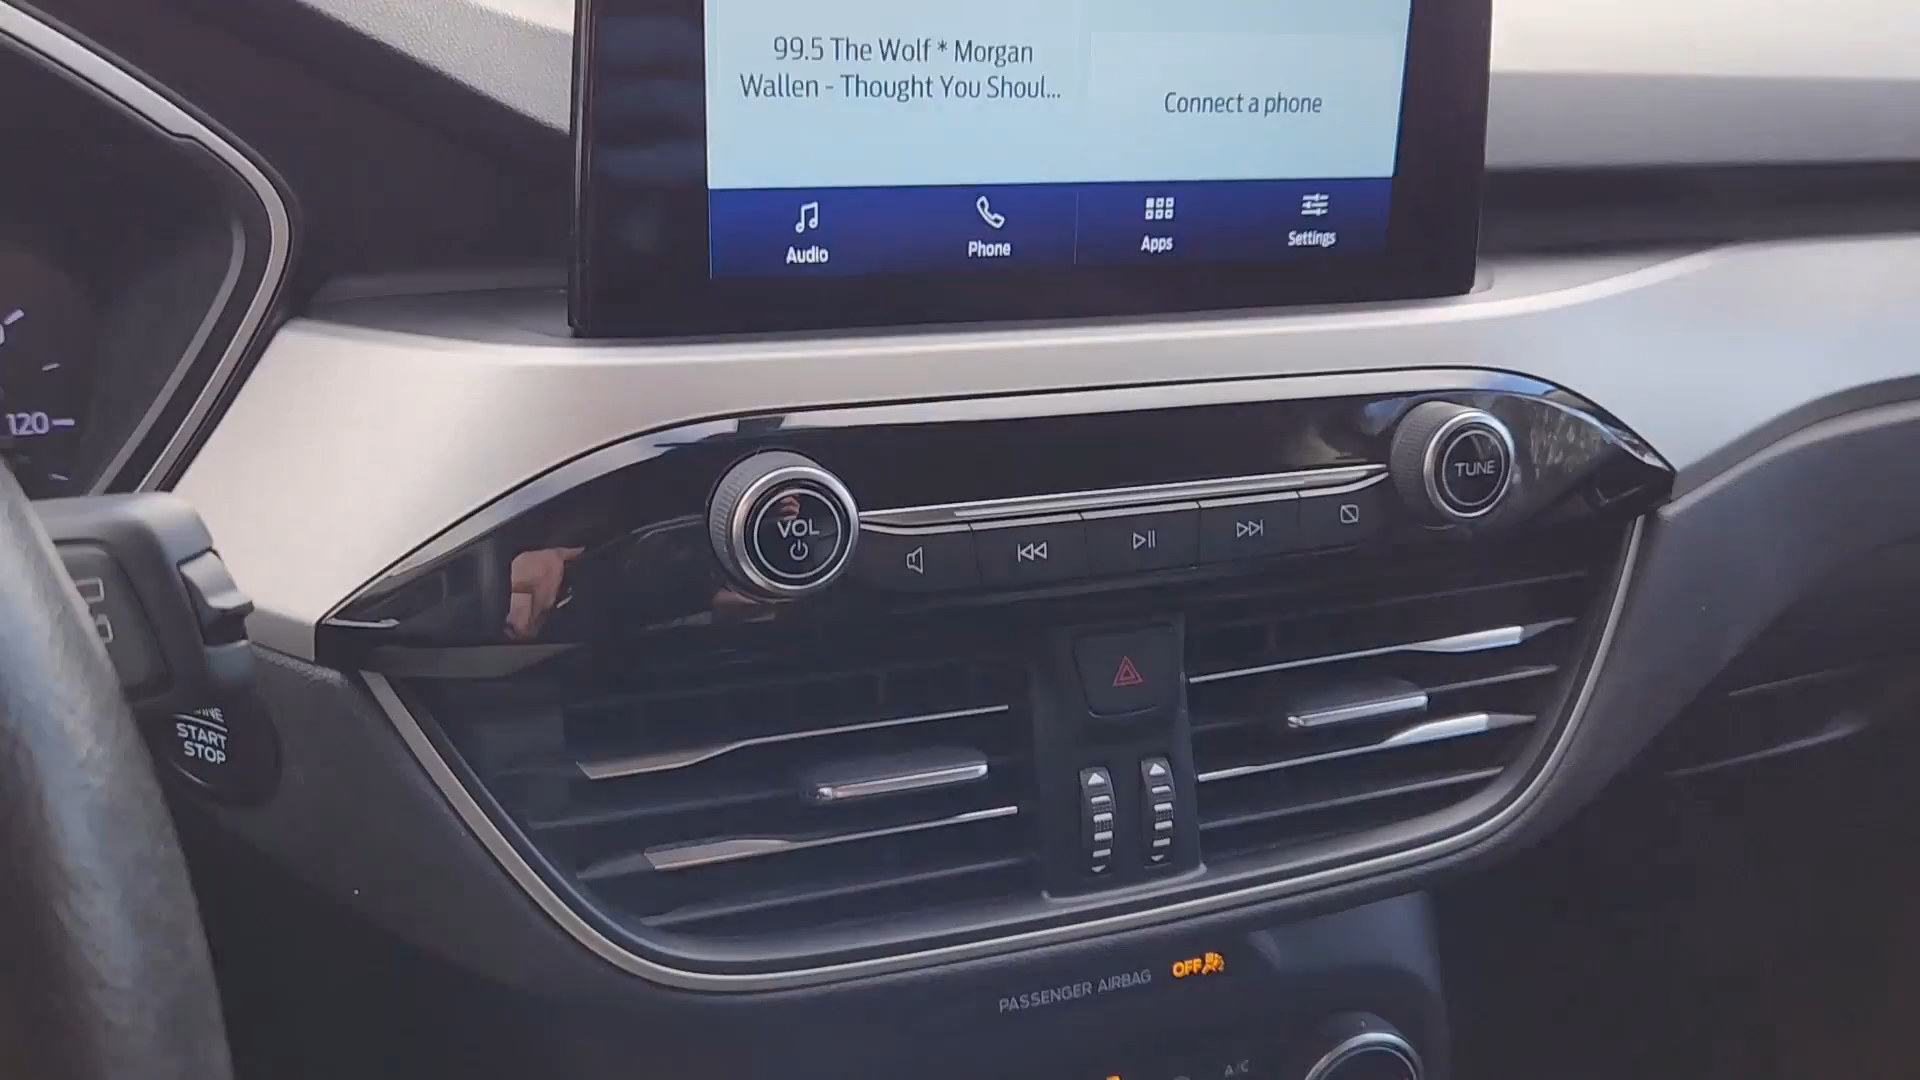 99.5 The Wolf * Morgan
Wallen - Thought You Shoul...
Connect a phone
Audio
Phone
Apps
Settings
120
TUNE
VOL
START
STOP
PASSENGER AIRBAG
OFF
A/C